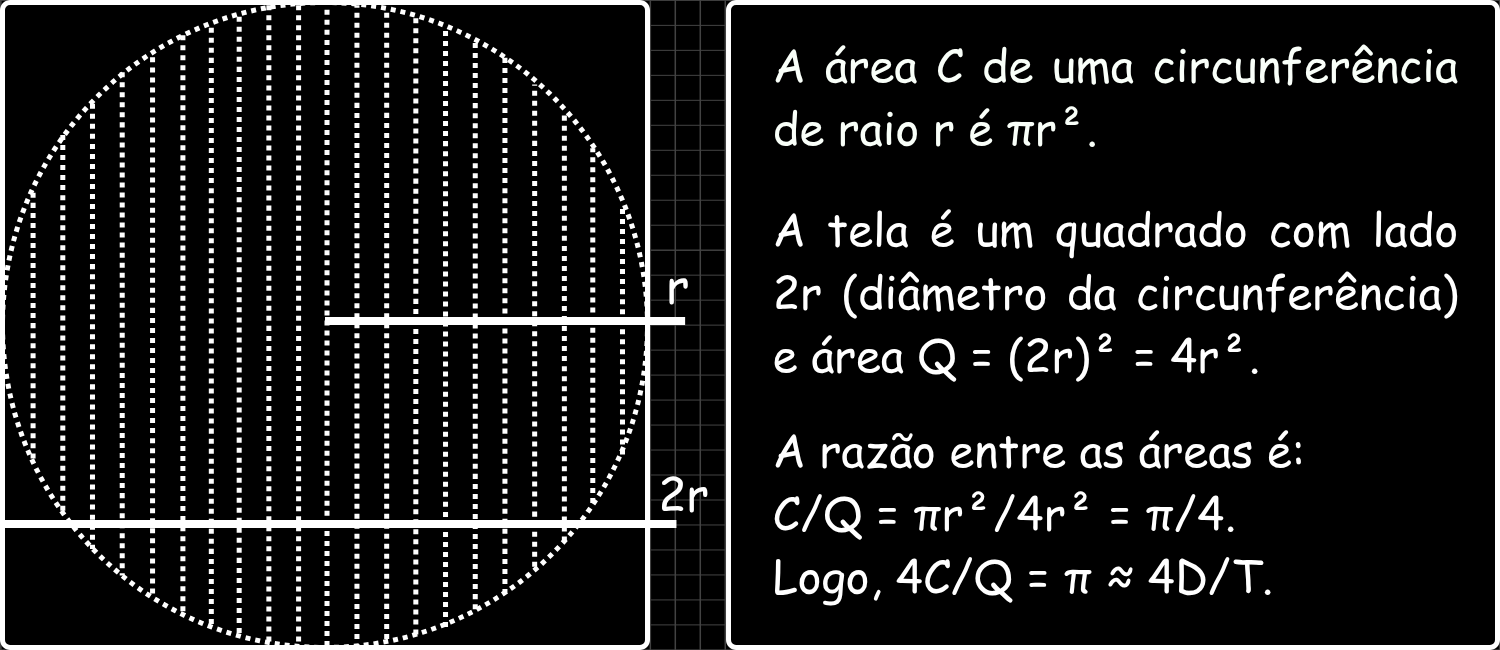 r
2r
A área C de uma circunferência
de raio r é πr².
A tela é um quadrado com lado
2r (diâmetro da circunferência)
e área Q = (2r)² = 4r².
A razão entre as áreas é:
C/Q = πr²/4r² = π/4.
Logo, 4C/Q = π ≈ 4D/T.